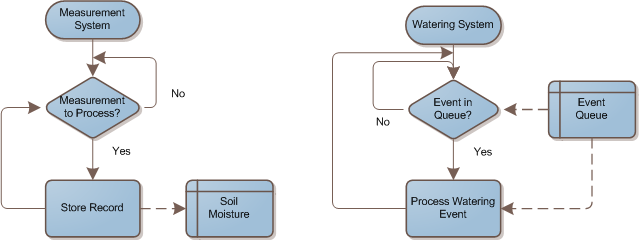 Measurement
System
Measurement
to Process?
No
Yes
Store Record
Soil
Moisture
Watering System
Event in
Queue?
No
Yes
Event
Queue
Process Watering
Event